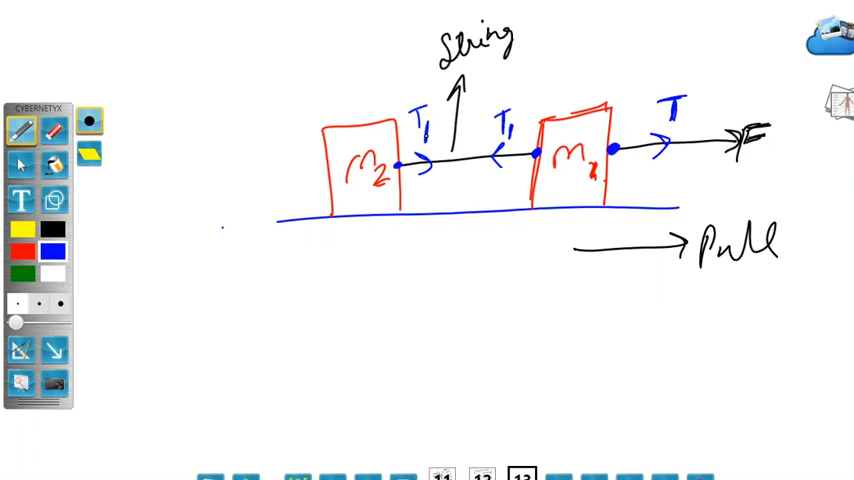 String
T1
T1
T
F
m2
m1
Pull
CYBERNETYX
T
11
12
13